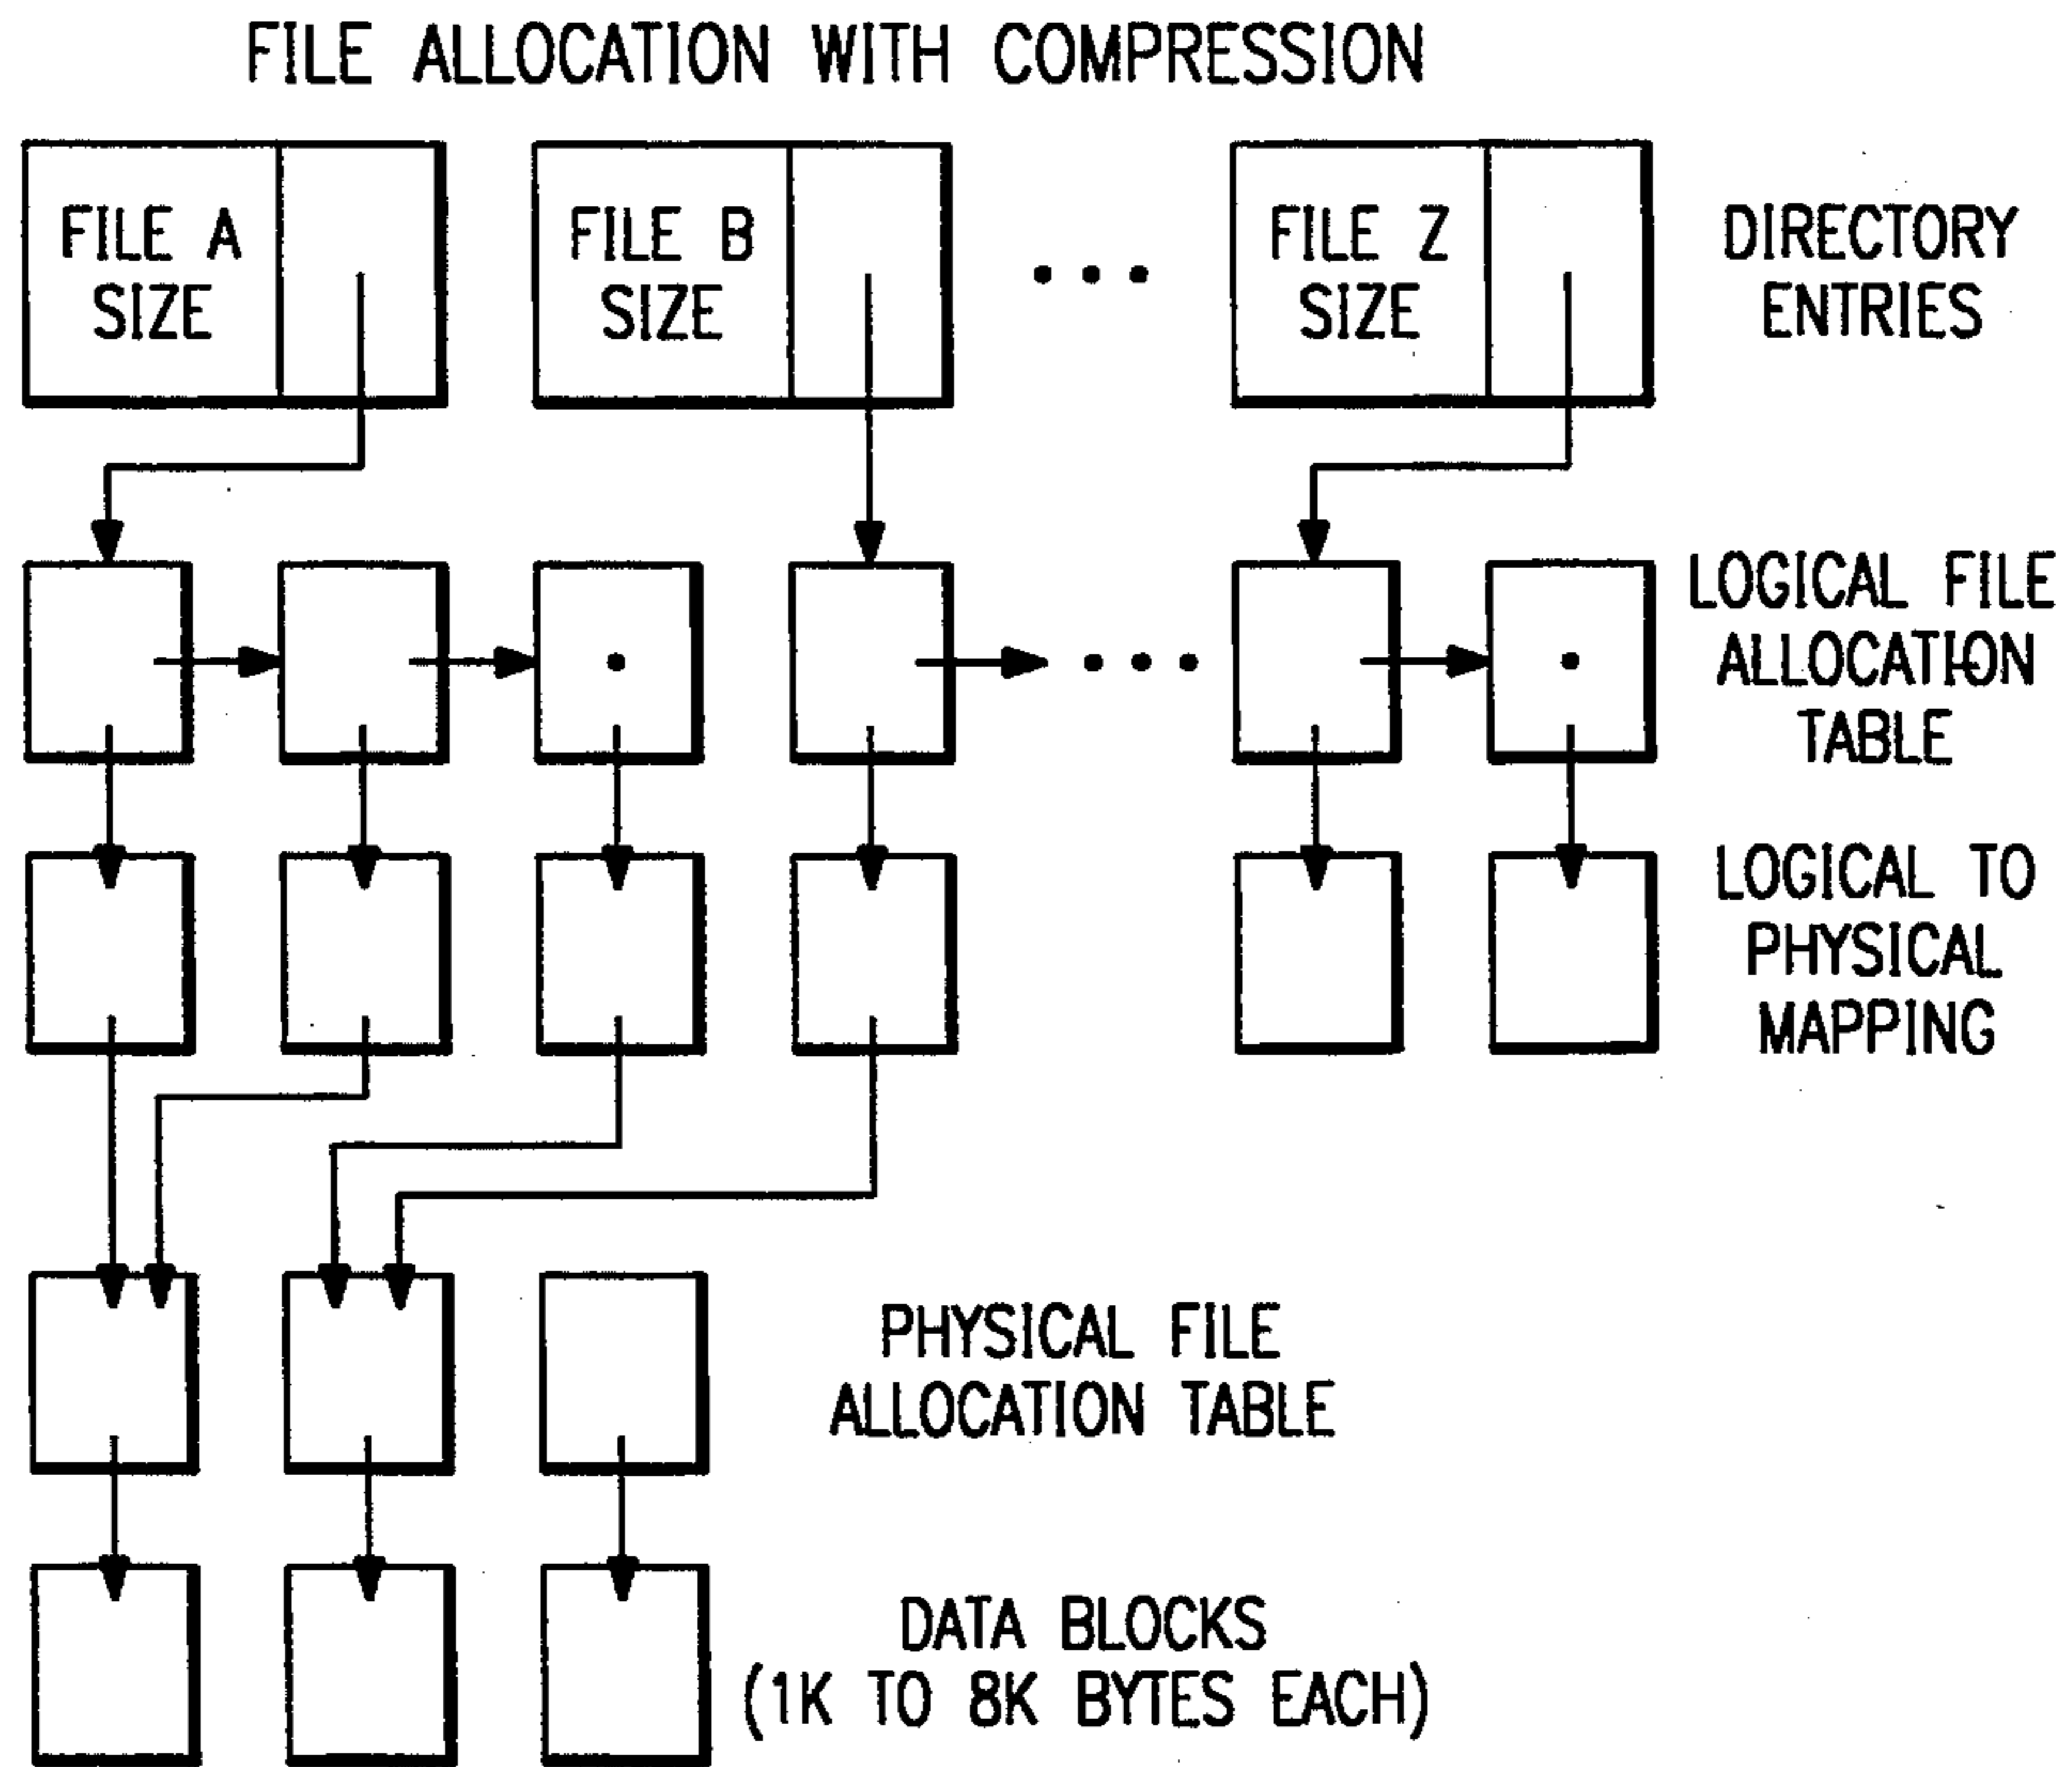 FILE ALLOCATION WITH COMPRESSION
FILE A
SIZE
FILE B
SIZE
• • •
FILE Z
SIZE
DIRECTORY
ENTRIES
• • •
LOGICAL FILE
ALLOCATION
TABLE
LOGICAL TO
PHYSICAL
MAPPING
PHYSICAL FILE
ALLOCATION TABLE
DATA BLOCKS
(1K TO 8K BYTES EACH)